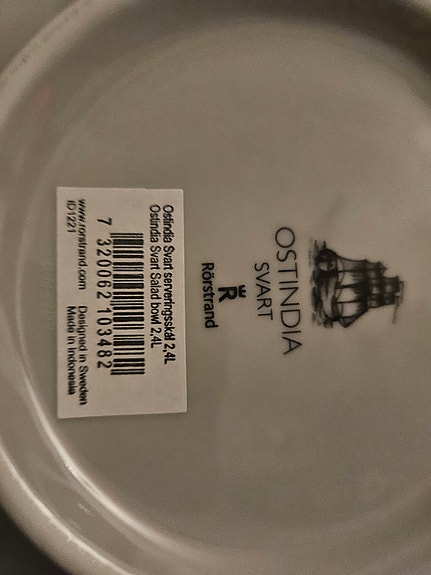 OSTINDIA
SVART
R
Rörstrand
Ostindia Svart serveringsskål 2,4L
Ostindia Svart Salad bowl 2,4L
7 320062 103482
www.rorstrand.com Designed in Sweden
ID1221 Made in Indonesia